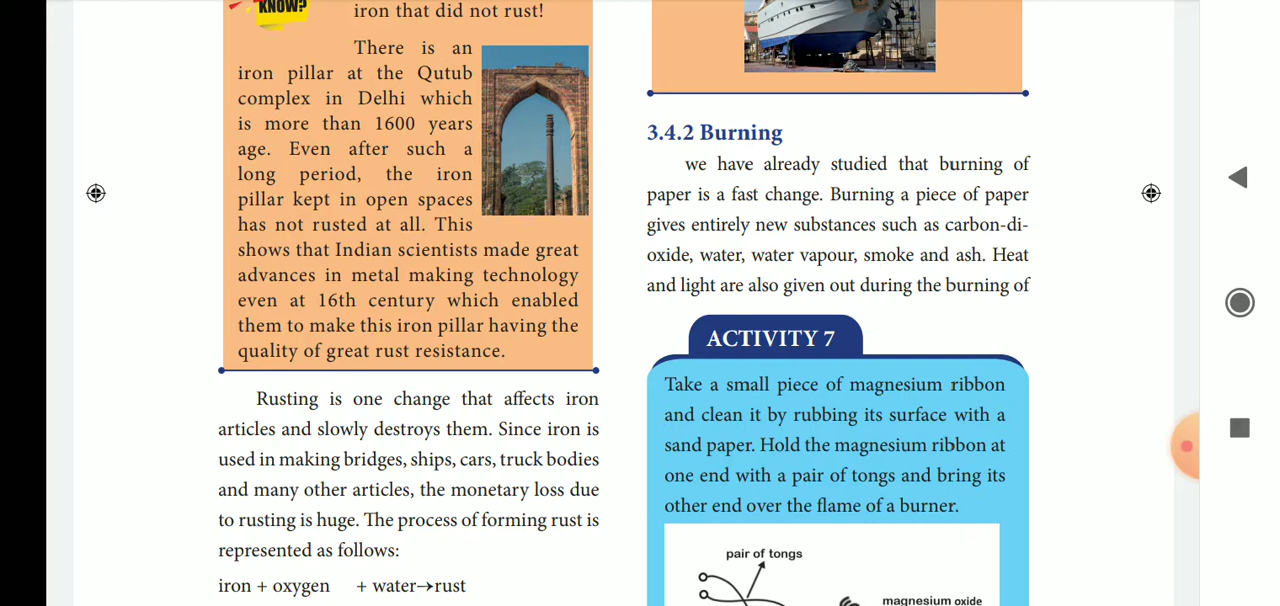 KNOW?
iron that did not rust!
There is an
iron pillar at the Qutub
complex in Delhi which
is more than 1600 years
age. Even after such a
long period, the iron
pillar kept in open spaces
has not rusted at all. This
shows that Indian scientists made great
advances in metal making technology
even at 16th century which enabled
them to make this iron pillar having the
quality of great rust resistance.
Rusting is one change that affects iron
articles and slowly destroys them. Since iron is
used in making bridges, ships, cars, truck bodies
and many other articles, the monetary loss due
to rusting is huge. The process of forming rust is
represented as follows:
iron + oxygen + water→rust
3.4.2 Burning
we have already studied that burning of
paper is a fast change. Burning a piece of paper
gives entirely new substances such as carbon-di-
oxide, water, water vapour, smoke and ash. Heat
and light are also given out during the burning of
ACTIVITY 7
Take a small piece of magnesium ribbon
and clean it by rubbing its surface with a
sand paper. Hold the magnesium ribbon at
one end with a pair of tongs and bring its
other end over the flame of a burner.
pair of tongs
magnesium oxide